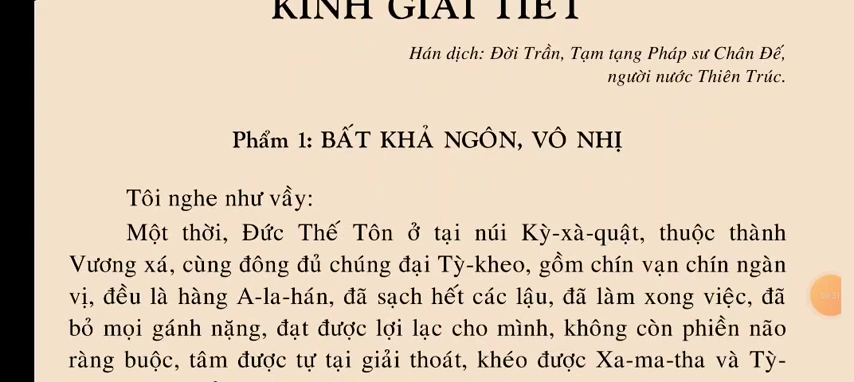 KINH GIẢI TIẾT
Hán dịch: Đời Trần, Tạm tạng Pháp sư Chân Đế,
người nước Thiên Trúc.
Phẩm 1: BẤT KHẢ NGÔN, VÔ NHỊ
Tôi nghe như vầy:
Một thời, Đức Thế Tôn ở tại núi Kỳ-xà-quật, thuộc thành
Vương xá, cùng đông đủ chúng đại Tỳ-kheo, gồm chín vạn chín ngàn
vị, đều là hàng A-la-hán, đã sạch hết các lậu, đã làm xong việc, đã
bỏ mọi gánh nặng, đạt được lợi lạc cho mình, không còn phiền não
ràng buộc, tâm được tự tại giải thoát, khéo được Xa-ma-tha và Tỳ-